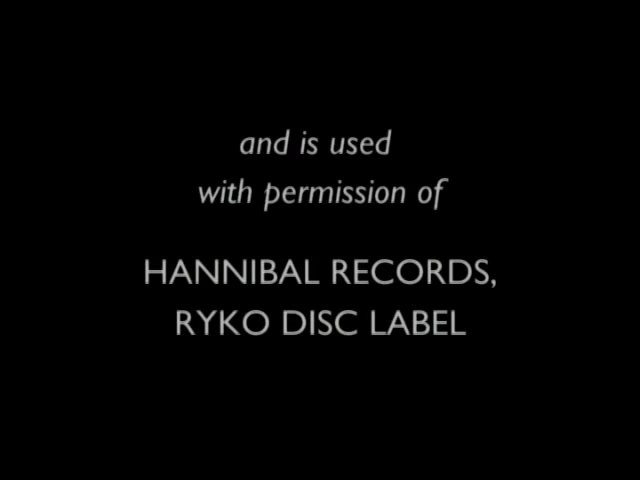 and is used
with permission of
HANNIBAL RECORDS,
RYKO DISC LABEL